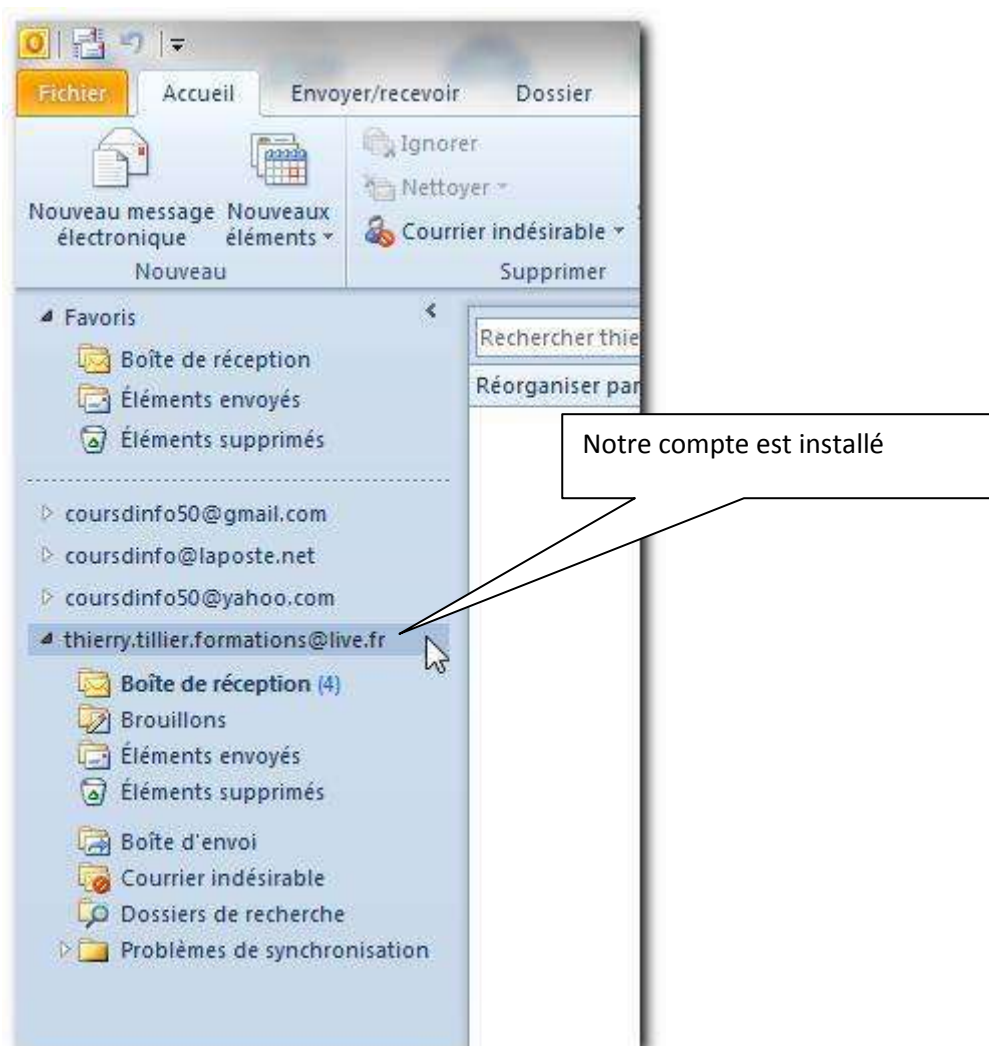 Fichier Accueil Envoyer/recevoir Dossier
Nouveau message électronique
Nouveaux éléments
Nouveau
Ignorer
Nettoyer
Courrier indésirable
Supprimer
Favoris
Boîte de réception
Éléments envoyés
Éléments supprimés
coursdinfo50@gmail.com
coursdinfo@laposte.net
coursdinfo50@yahoo.com
thierry.tillier.formations@live.fr
Boîte de réception (4)
Brouillons
Éléments envoyés
Éléments supprimés
Boîte d'envoi
Courrier indésirable
Dossiers de recherche
Problèmes de synchronisation
Rechercher thie
Réorganiser par
Notre compte est installé